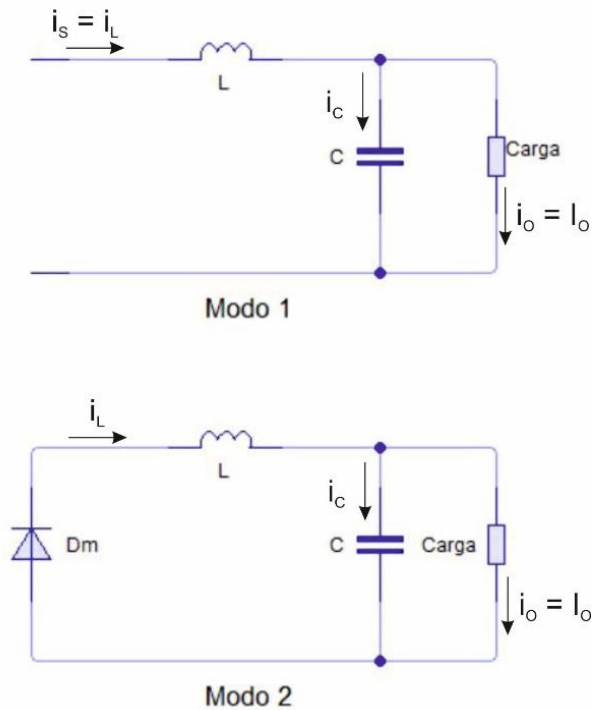 iS = iL
L
iC
C
Carga
iO = IO
Modo 1
iL
L
iC
Dm
C
Carga
iO = IO
Modo 2